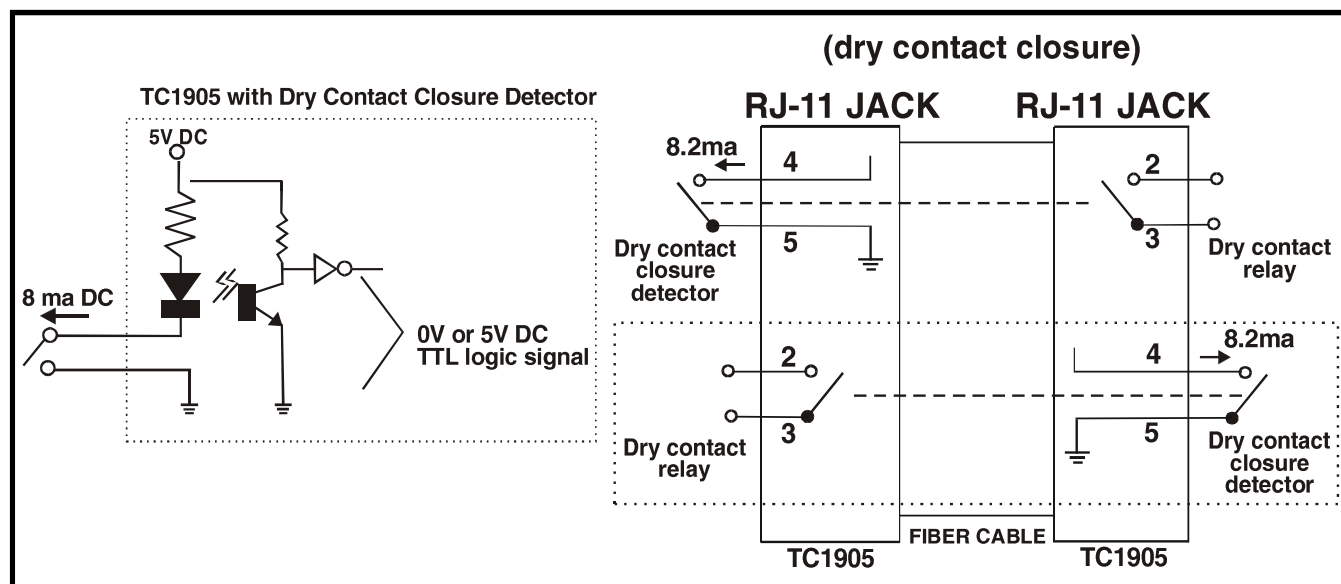 (dry contact closure)
TC1905 with Dry Contact Closure Detector
5V DC
8 ma DC
0V or 5V DC
TTL logic signal
RJ-11 JACK
RJ-11 JACK
8.2ma
4
5
Dry contact
closure
detector
2
3
Dry contact
relay
2
3
Dry contact
relay
8.2ma
4
5
Dry contact
closure
detector
FIBER CABLE
TC1905
TC1905